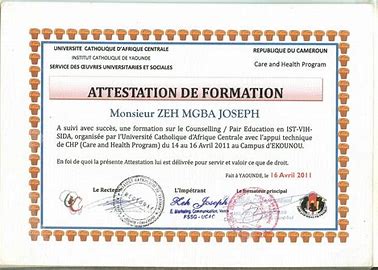 UNIVERSITE CATHOLIQUE D'AFRIQUE CENTRALE
INSTITUT CATHOLIQUE DE YAOUNDE
SERVICE DES ŒUVRES UNIVERSITAIRES ET SOCIALES
REPUBLIQUE DU CAMEROUN
Care and Health Program
ATTESTATION DE FORMATION
Monsieur ZEH MGBA JOSEPH
A suivi avec succès, une formation sur le Counselling / Pair Education en IST-VIH-
SIDA, organisée par l'Université Catholique d'Afrique Centrale avec l'appui technique
de CHP (Care and Health Program) du 14 au 16 Avril 2011 au Campus d'EKOUNOU.
En foi de quoi la présente Attestation lui est délivrée pour servir et valoir ce que de droit.
Fait à YAOUNDE, le 16 Avril 2011
Le Recteur
L'Impétrant
Le Formateur principal
Zeh Joseph
FSSG-UCAC